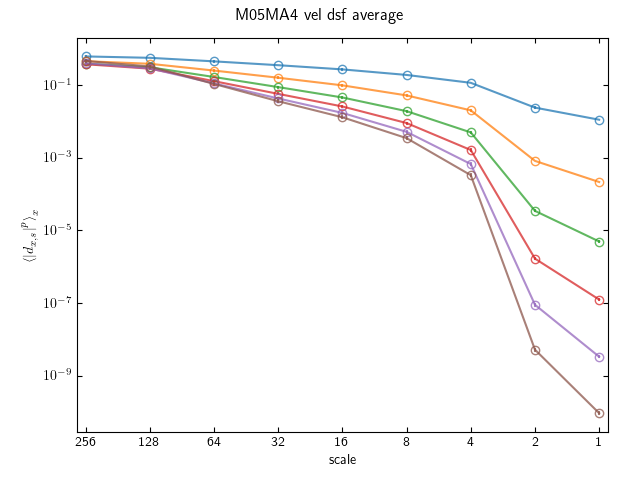 M05MA4 vel dsf average
10⁻¹
10⁻³
10⁻⁵
10⁻⁷
10⁻⁹
⟨|d_{x,s}|^p⟩_x
256 128 64 32 16 8 4 2 1
scale